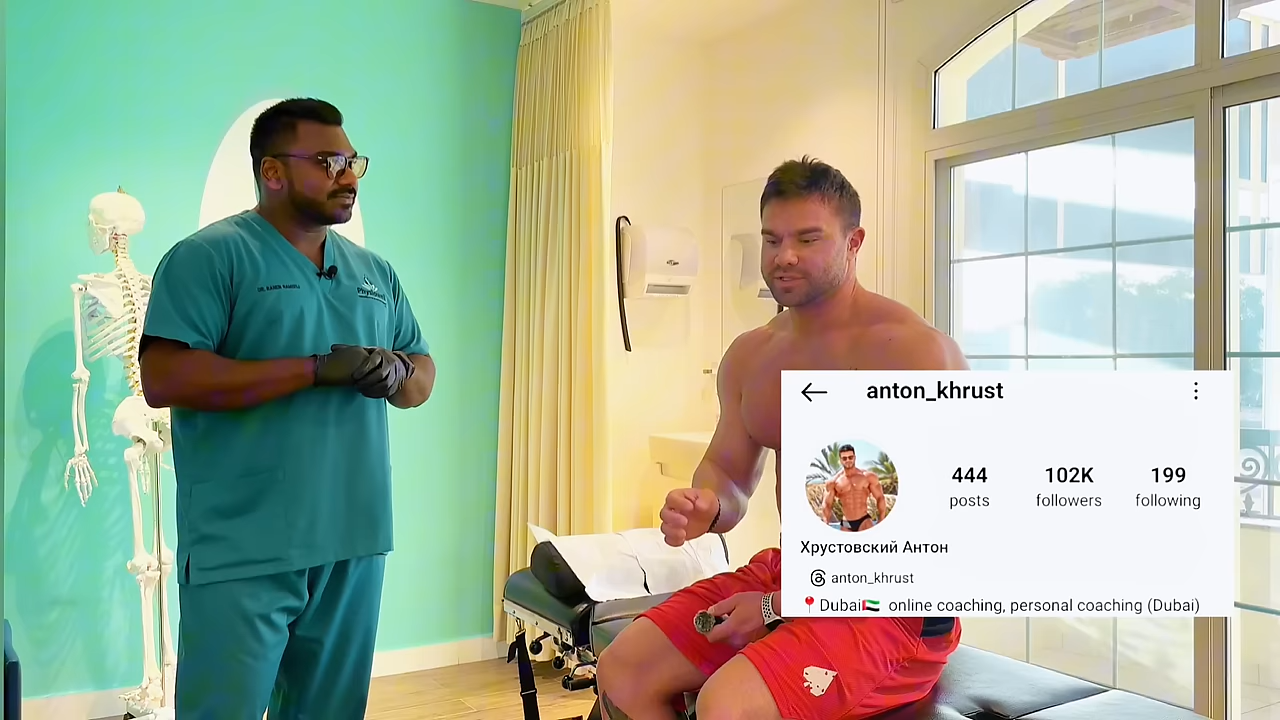 anton_khrust
444
102K
199
posts
followers
following
Хрустовский Антон
anton_khrust
📍Dubai🇦🇪 online coaching, personal coaching (Dubai)